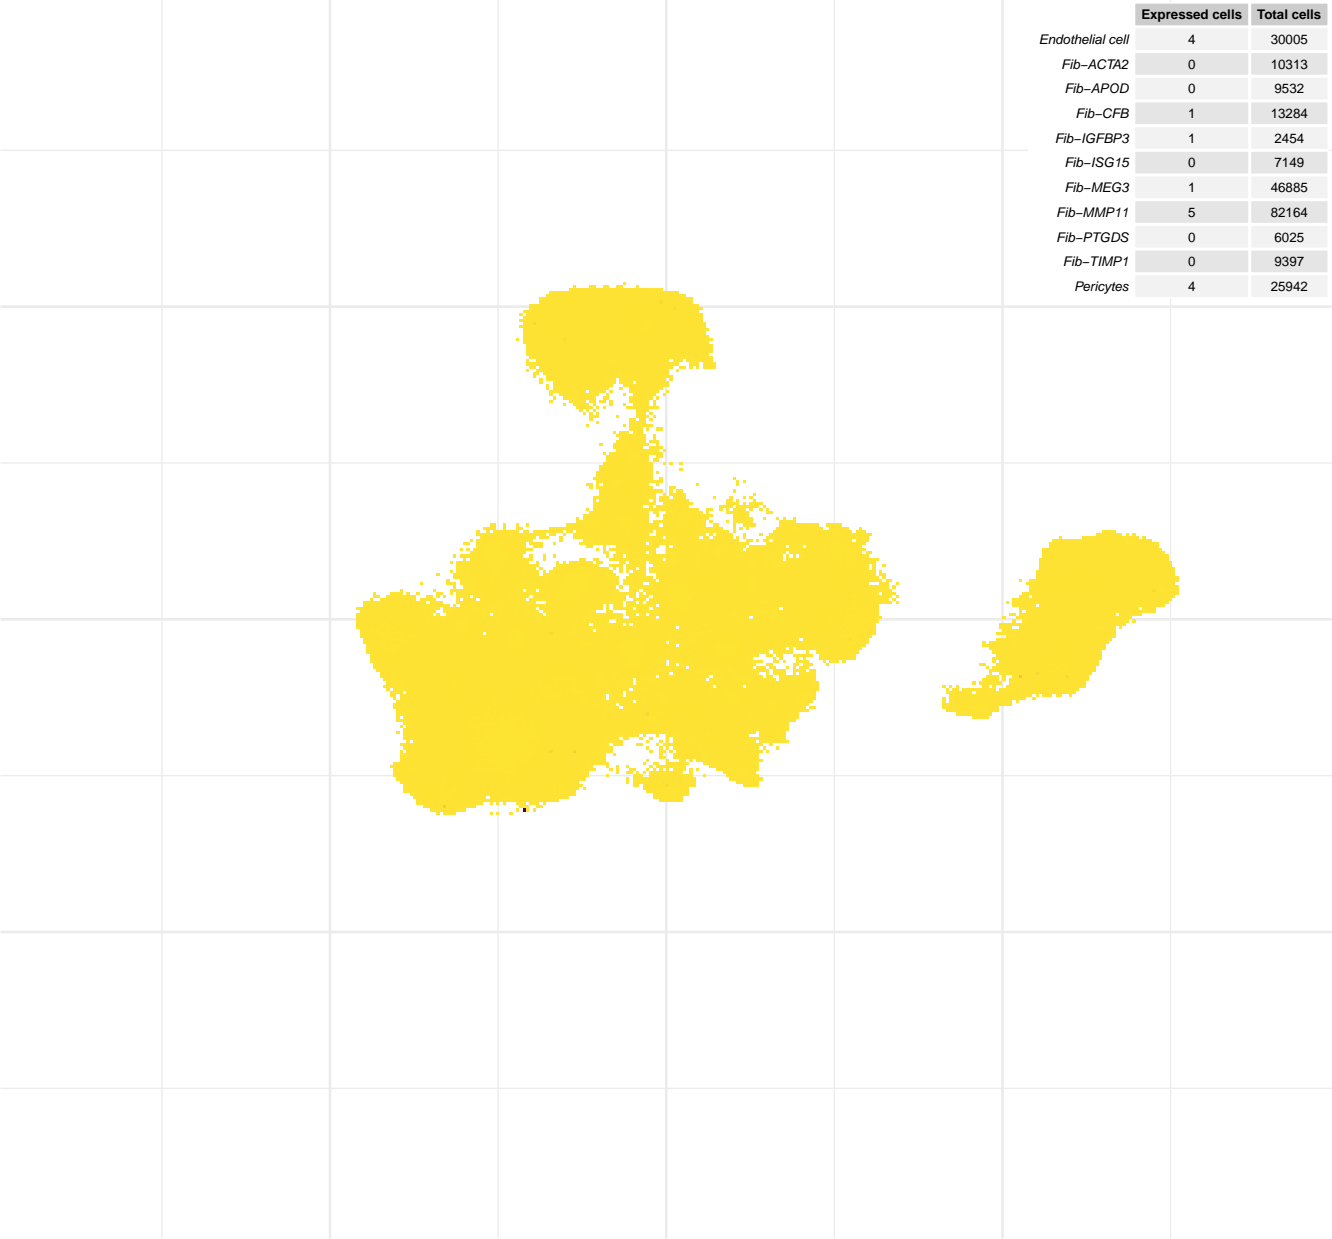 Expressed cells Total cells
Endothelial cell 4 30005
Fib−ACTA2 0 10313
Fib−APOD 0 9532
Fib−CFB 1 13284
Fib−IGFBP3 1 2454
Fib−ISG15 0 7149
Fib−MEG3 1 46885
Fib−MMP11 5 82164
Fib−PTGDS 0 6025
Fib−TIMP1 0 9397
Pericytes 4 25942